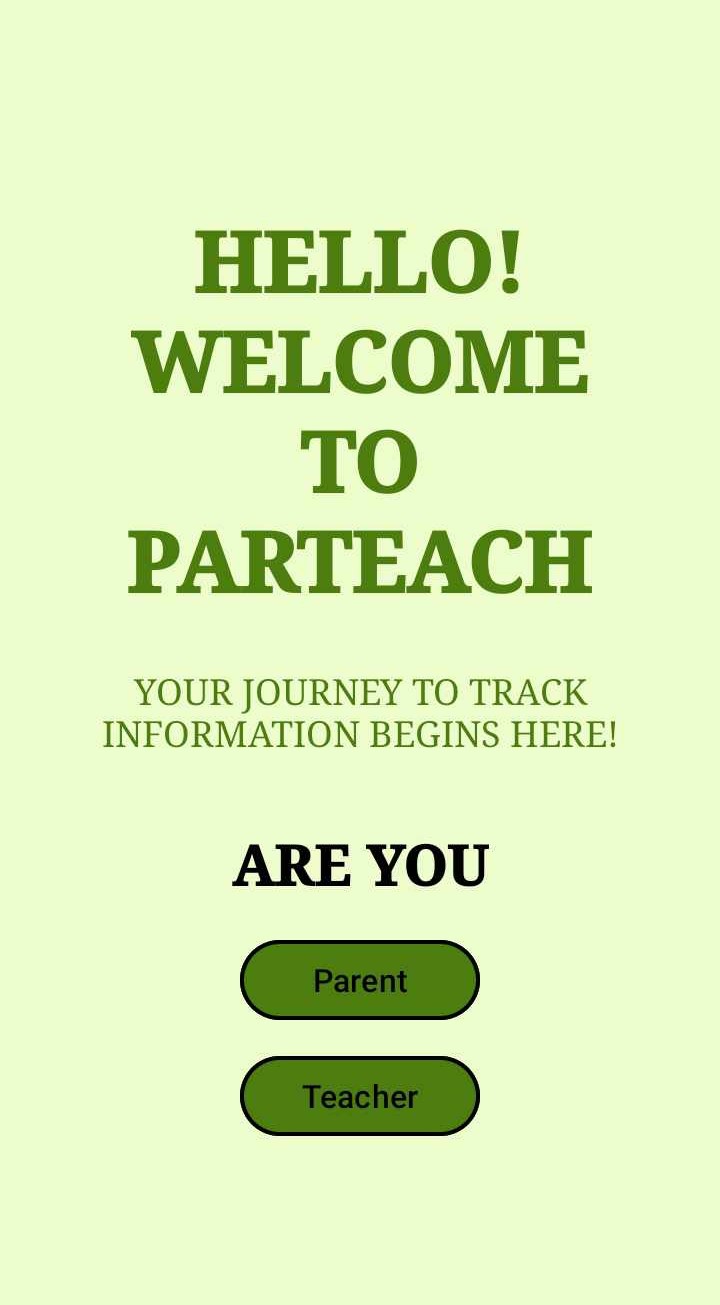 HELLO!
WELCOME
TO
PARTEACH
YOUR JOURNEY TO TRACK
INFORMATION BEGINS HERE!
ARE YOU
Parent
Teacher